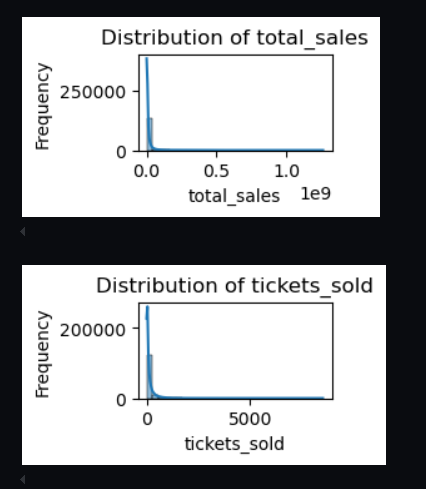 Distribution of total_sales
Frequency
250000
0
0.0 0.5 1.0
total_sales 1e9
Distribution of tickets_sold
Frequency
200000
0
0 5000
tickets_sold